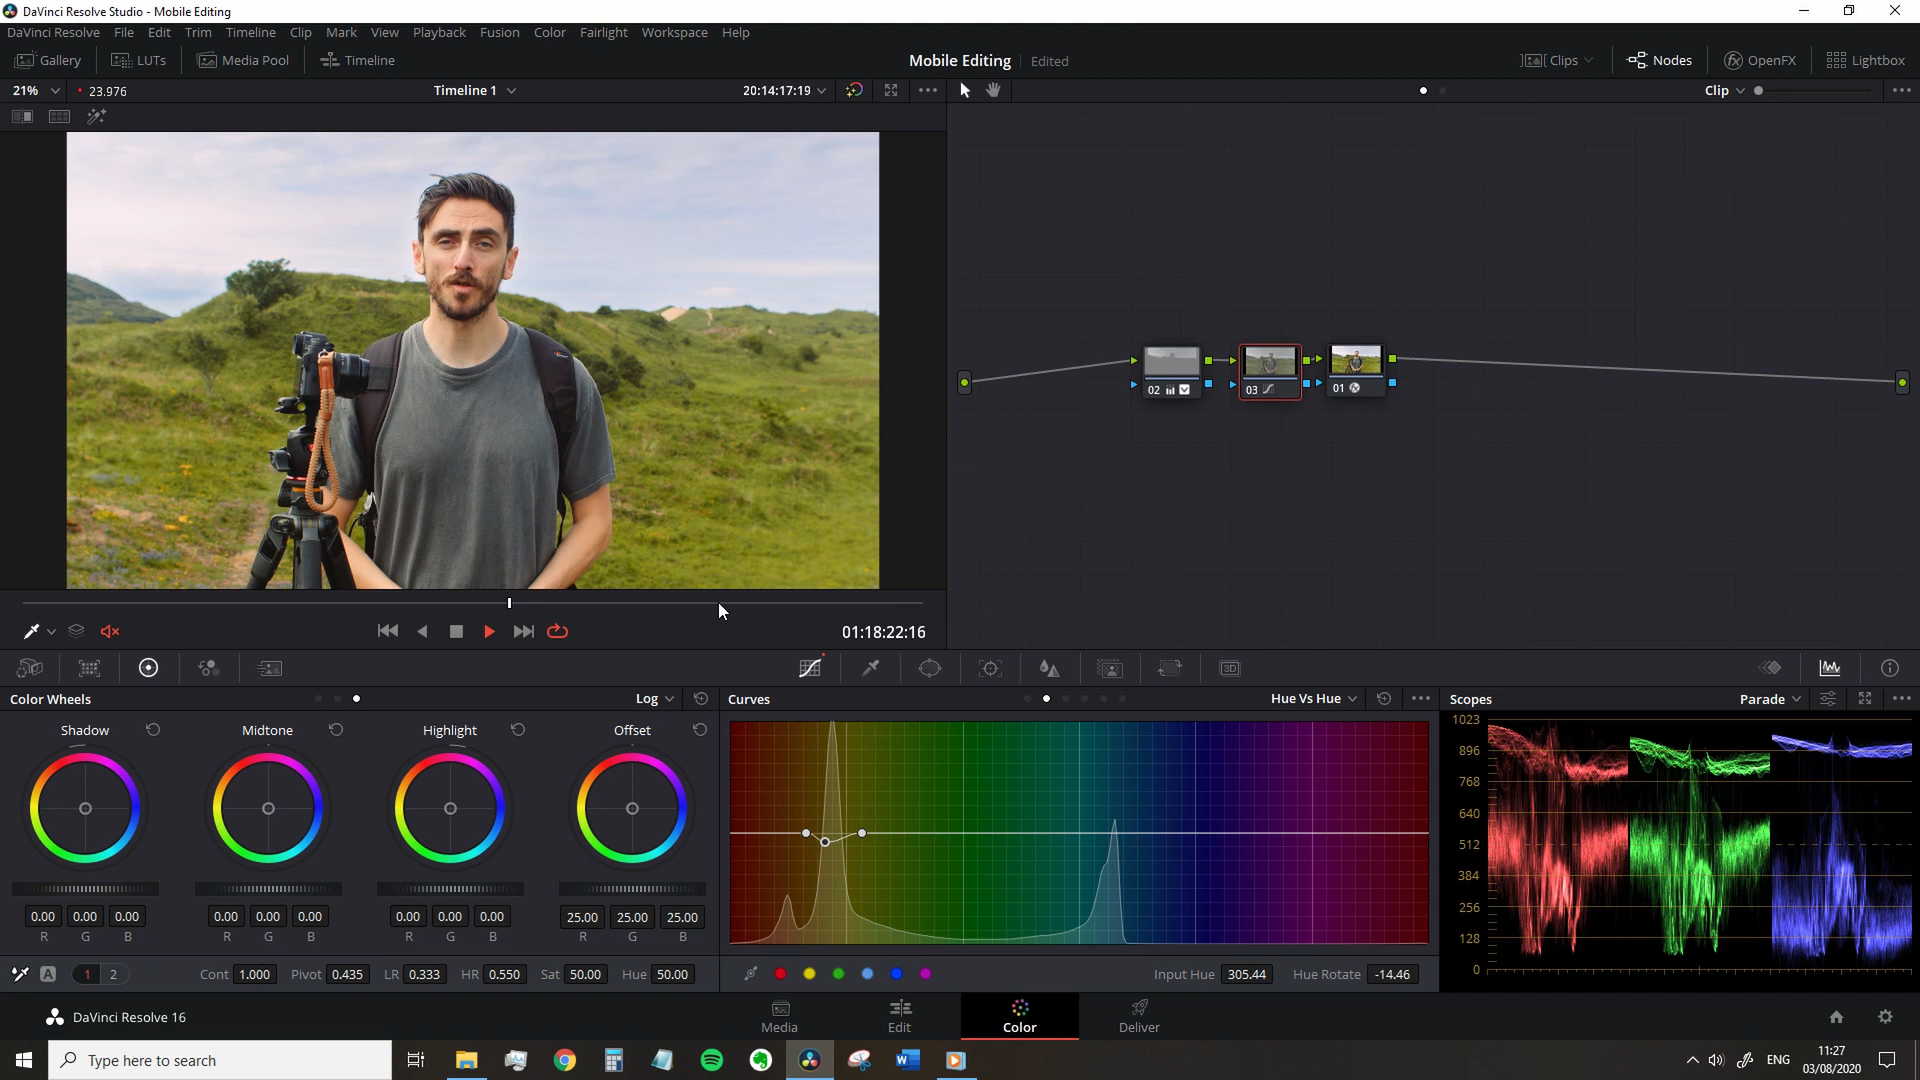 DaVinci Resolve Studio - Mobile Editing
DaVinci Resolve File Edit Trim Timeline Clip Mark View Playback Fusion Color Fairlight Workspace Help
Gallery LUTs Media Pool Timeline Mobile Editing Edited Clips Nodes fx OpenFX Lightbox
21% 23.976 Timeline 1 20:14:17:19 Clip
02 03 01
01:18:22:16
3D
Color Wheels Log Curves Hue Vs Hue Scopes Parade
Shadow Midtone Highlight Offset
1023
896
768
640
512
384
256
128
0
0.00 0.00 0.00 0.00 0.00 0.00 0.00 0.00 0.00 25.00 25.00 25.00
R G B R G B R G B R G B
A 1 2 Cont 1.000 Pivot 0.435 LR 0.333 HR 0.550 Sat 50.00 Hue 50.00 Input Hue 305.44 Hue Rotate -14.46
DaVinci Resolve 16 Media Edit Color Deliver
Type here to search W ENG 11:27
03/08/2020